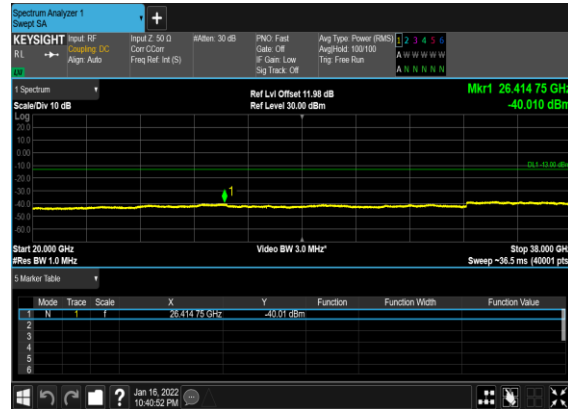 Spectrum Analyzer 1
Swept SA
+
KEYSIGHT Input: RF Input Z: 50 Ω #Atten: 30 dB PNO: Fast Avg Type: Power (RMS) 1 2 3 4 5 6
RL Coupling: DC Corr CCorr Gate: Off Avg|Hold: 100/100 A W W W W W
Align: Auto Freq Ref: Int (S) IF Gain: Low Trig: Free Run
LW Sig Track: Off A N N N N N
1 Spectrum Ref Lvl Offset 11.98 dB Mkr1 26.414 75 GHz
Scale/Div 10 dB Ref Level 30.00 dBm -40.010 dBm
Log
20.0
10.0
0.00
-10.0 DL1 -13.00 dBm
-20.0
-30.0
1
-40.0
-50.0
-60.0
Start 20.000 GHz Video BW 3.0 MHz* Stop 38.000 GHz
#Res BW 1.0 MHz Sweep ~36.5 ms (40001 pts)
5 Marker Table
Mode Trace Scale X Y Function Function Width Function Value
1 N 1 f 26.414 75 GHz -40.01 dBm
2
3
4
5
6
? Jan 16, 2022
10:40:52 PM